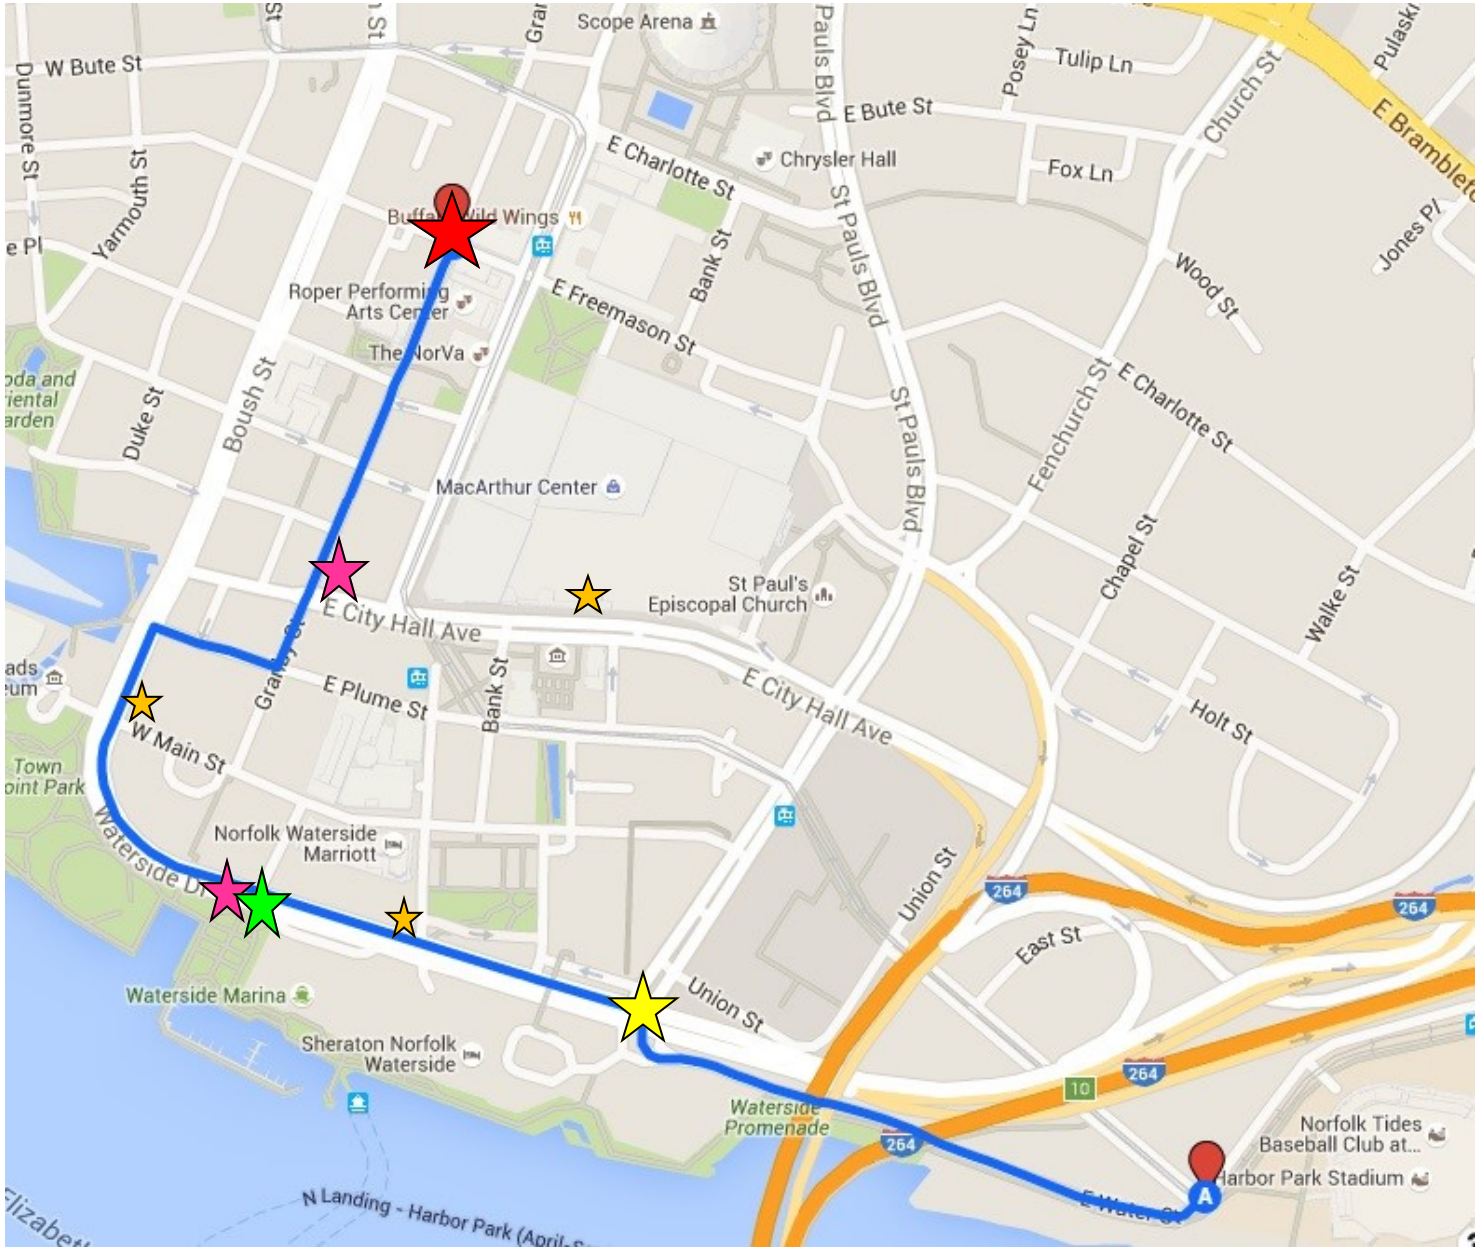 Scope Arena
W Bute St
Dunmore St
Yarmouth St
Pauls Blvd
Posey Ln
Tulip Ln
Pulaski
Church St
E Bute St
Chrysler Hall
Fox Ln
E Charlotte St
Buffalo Wild Wings
St Pauls Blvd
Bank St
Wood St
Jones Pl
e Pl
Roper Performing
Arts Center
The NorVa
E Freemason St
Boush St
Duke St
St Pauls Blvd
Fenchurch St
E Charlotte St
MacArthur Center
Chapel St
Walke St
St Paul's
Episcopal Church
E City Hall Ave
Granby St
E Plume St
Bank St
E City Hall Ave
Holt St
W Main St
Town
oint Park
Norfolk Waterside
Marriott
Waterside Dr
Union St
264
264
East St
Waterside Marina
Union St
Sheraton Norfolk
Waterside
10
264
Waterside
Promenade
264
Norfolk Tides
Baseball Club at...
Harbor Park Stadium
A
E Water St
N Landing - Harbor Park (April-S